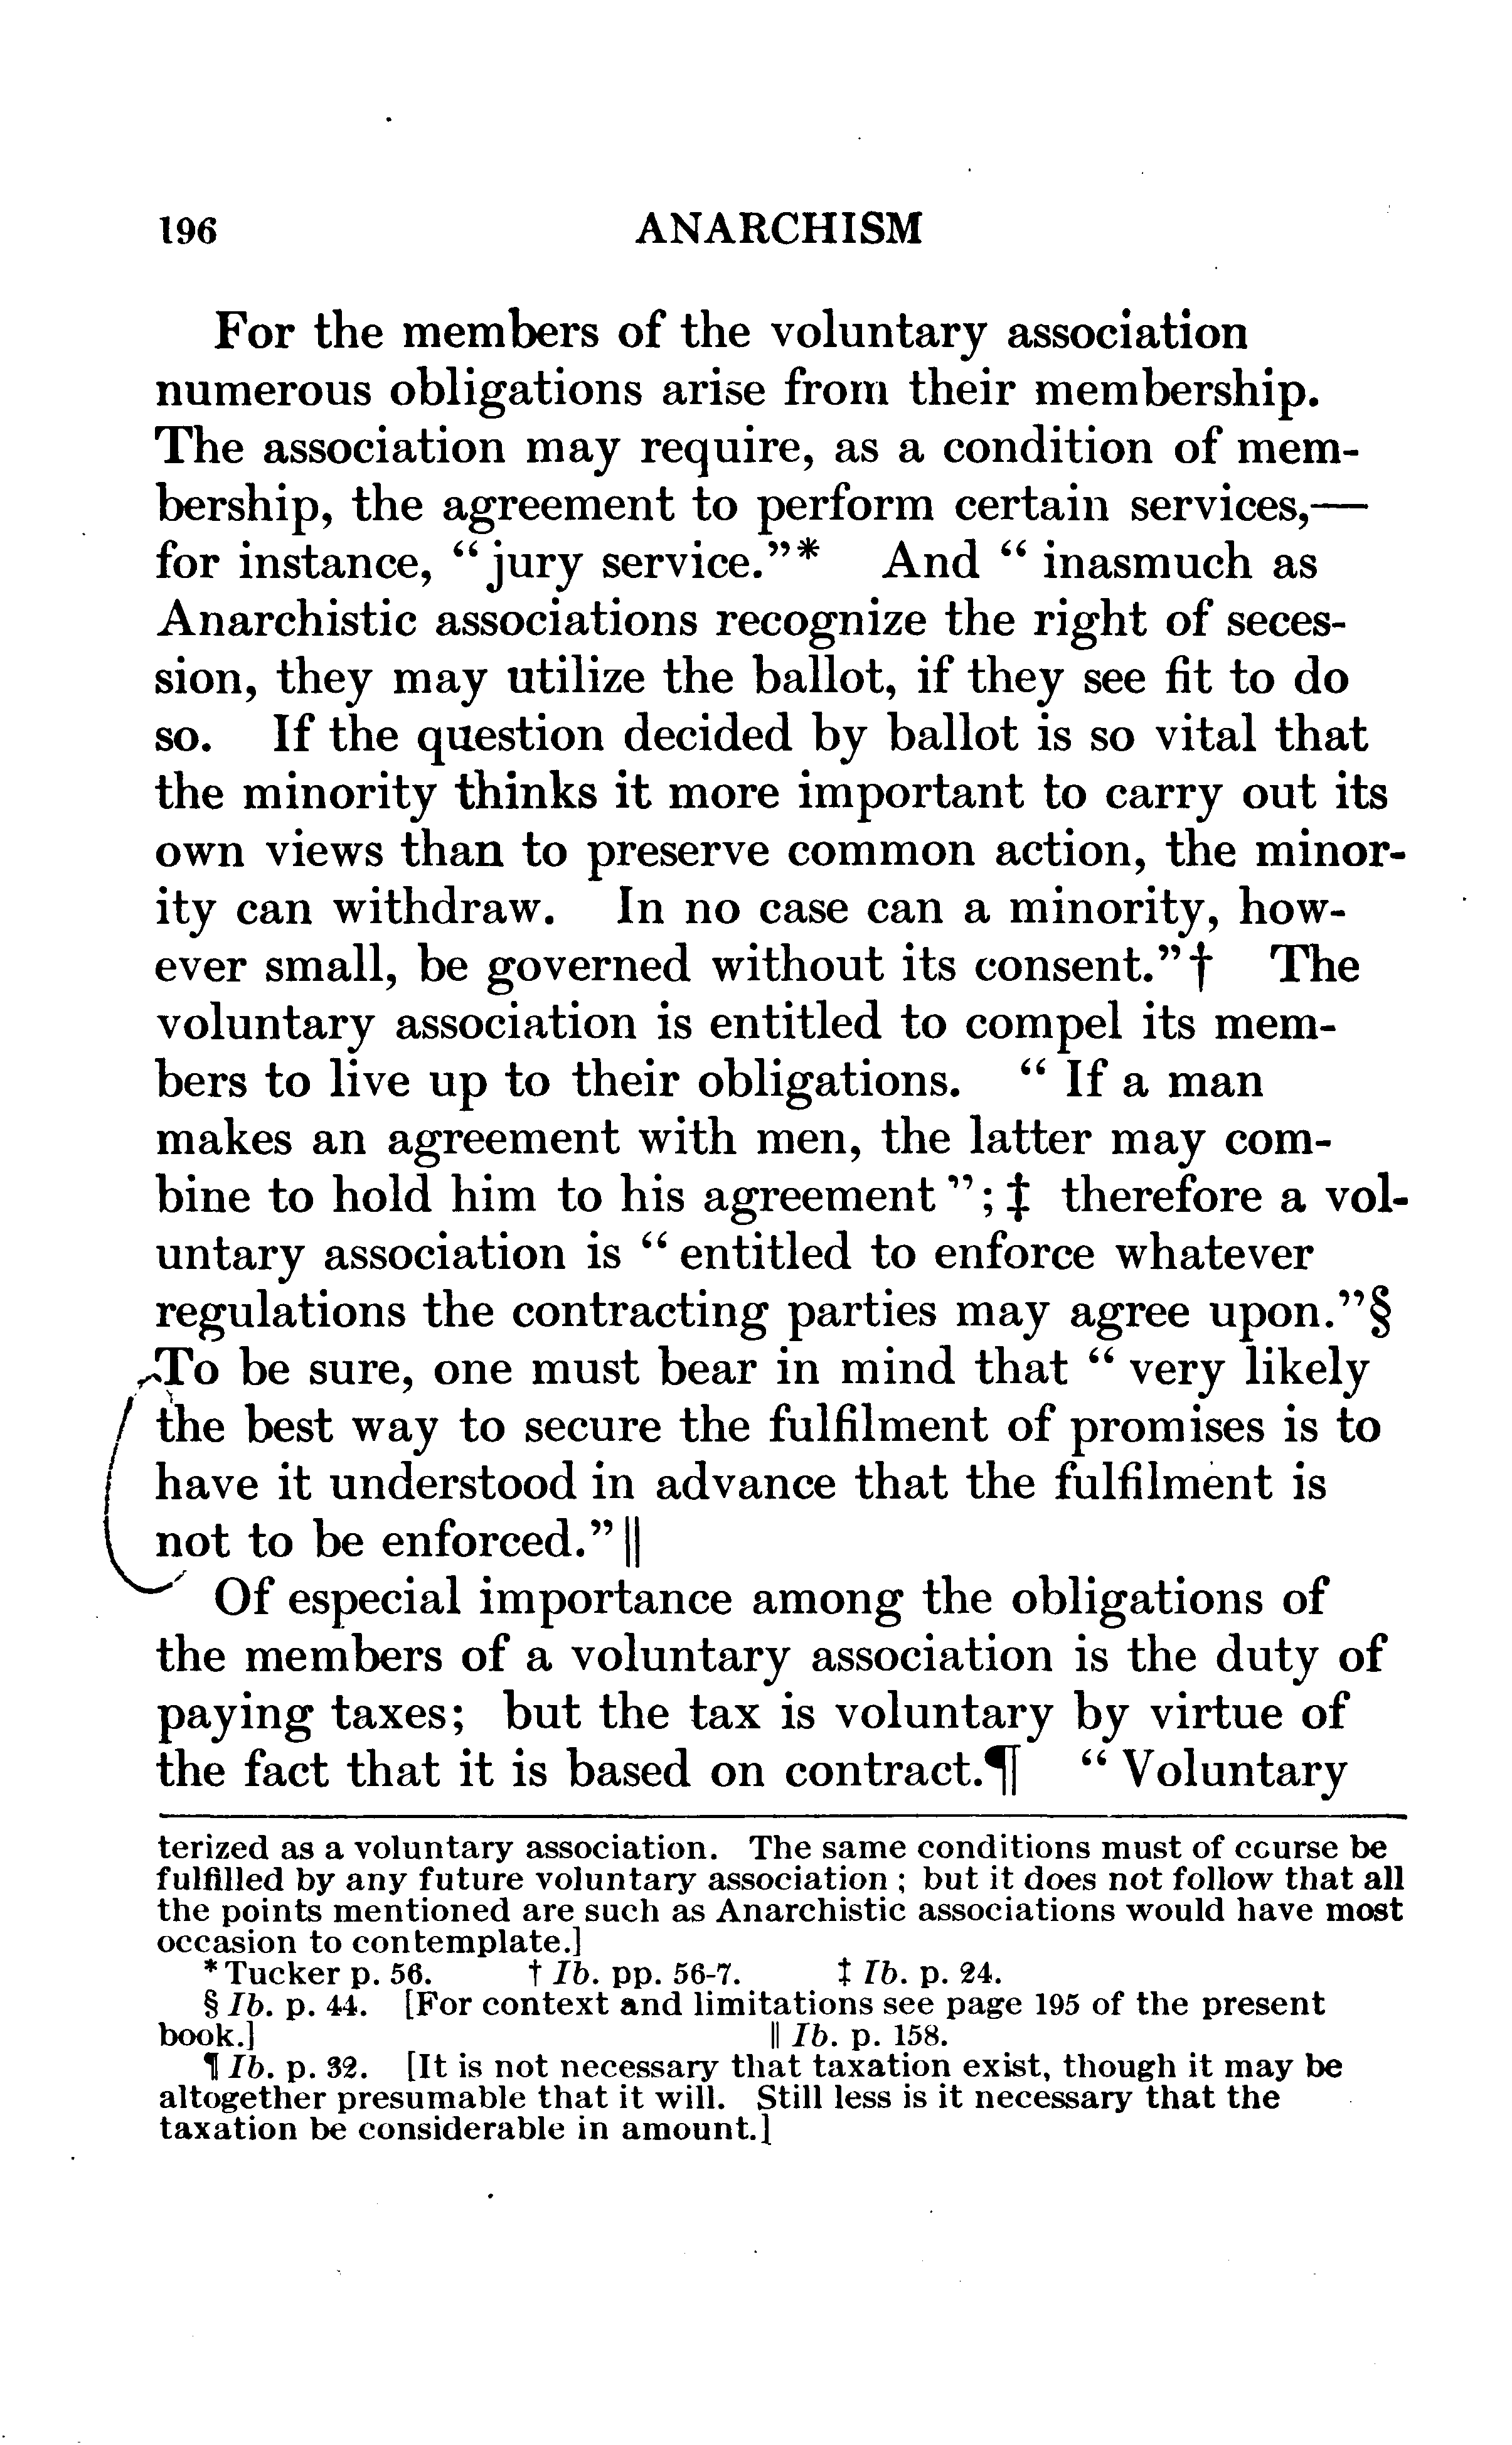 196 ANARCHISM
For the members of the voluntary association
numerous obligations arise from their membership.
The association may require, as a condition of mem-
bership, the agreement to perform certain services,—
for instance, “jury service.”* And “ inasmuch as
Anarchistic associations recognize the right of seces-
sion, they may utilize the ballot, if they see fit to do
so. If the question decided by ballot is so vital that
the minority thinks it more important to carry out its
own views than to preserve common action, the minor-
ity can withdraw. In no case can a minority, how-
ever small, be governed without its consent.”† The
voluntary association is entitled to compel its mem-
bers to live up to their obligations. “ If a man
makes an agreement with men, the latter may com-
bine to hold him to his agreement ”; ‡ therefore a vol-
untary association is “ entitled to enforce whatever
regulations the contracting parties may agree upon.”§
To be sure, one must bear in mind that “ very likely
the best way to secure the fulfilment of promises is to
have it understood in advance that the fulfilment is
not to be enforced.” ||
Of especial importance among the obligations of
the members of a voluntary association is the duty of
paying taxes; but the tax is voluntary by virtue of
the fact that it is based on contract.¶ “ Voluntary
terized as a voluntary association. The same conditions must of course be
fulfilled by any future voluntary association ; but it does not follow that all
the points mentioned are such as Anarchistic associations would have most
occasion to contemplate.]
* Tucker p. 56. † Ib. pp. 56-7. ‡ Ib. p. 24.
§ Ib. p. 44. [For context and limitations see page 195 of the present
book.] || Ib. p. 158.
¶ Ib. p. 32. [It is not necessary that taxation exist, though it may be
altogether presumable that it will. Still less is it necessary that the
taxation be considerable in amount.]